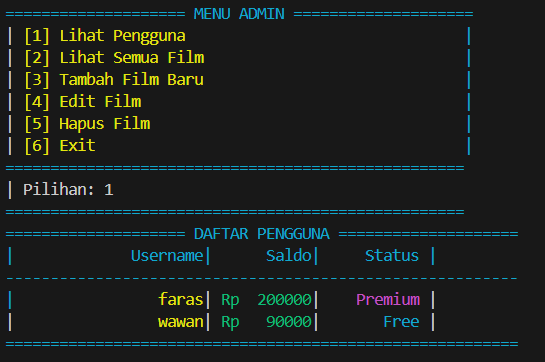 ==================== MENU ADMIN ====================
| [1] Lihat Pengguna                               |
| [2] Lihat Semua Film                             |
| [3] Tambah Film Baru                             |
| [4] Edit Film                                    |
| [5] Hapus Film                                   |
| [6] Exit                                         |
===================================================
| Pilihan: 1
===================================================
==================== DAFTAR PENGGUNA ====================
|             Username|      Saldo|     Status |
---------------------------------------------------------
|                faras| Rp  200000|    Premium |
|                wawan| Rp   90000|       Free |
=========================================================